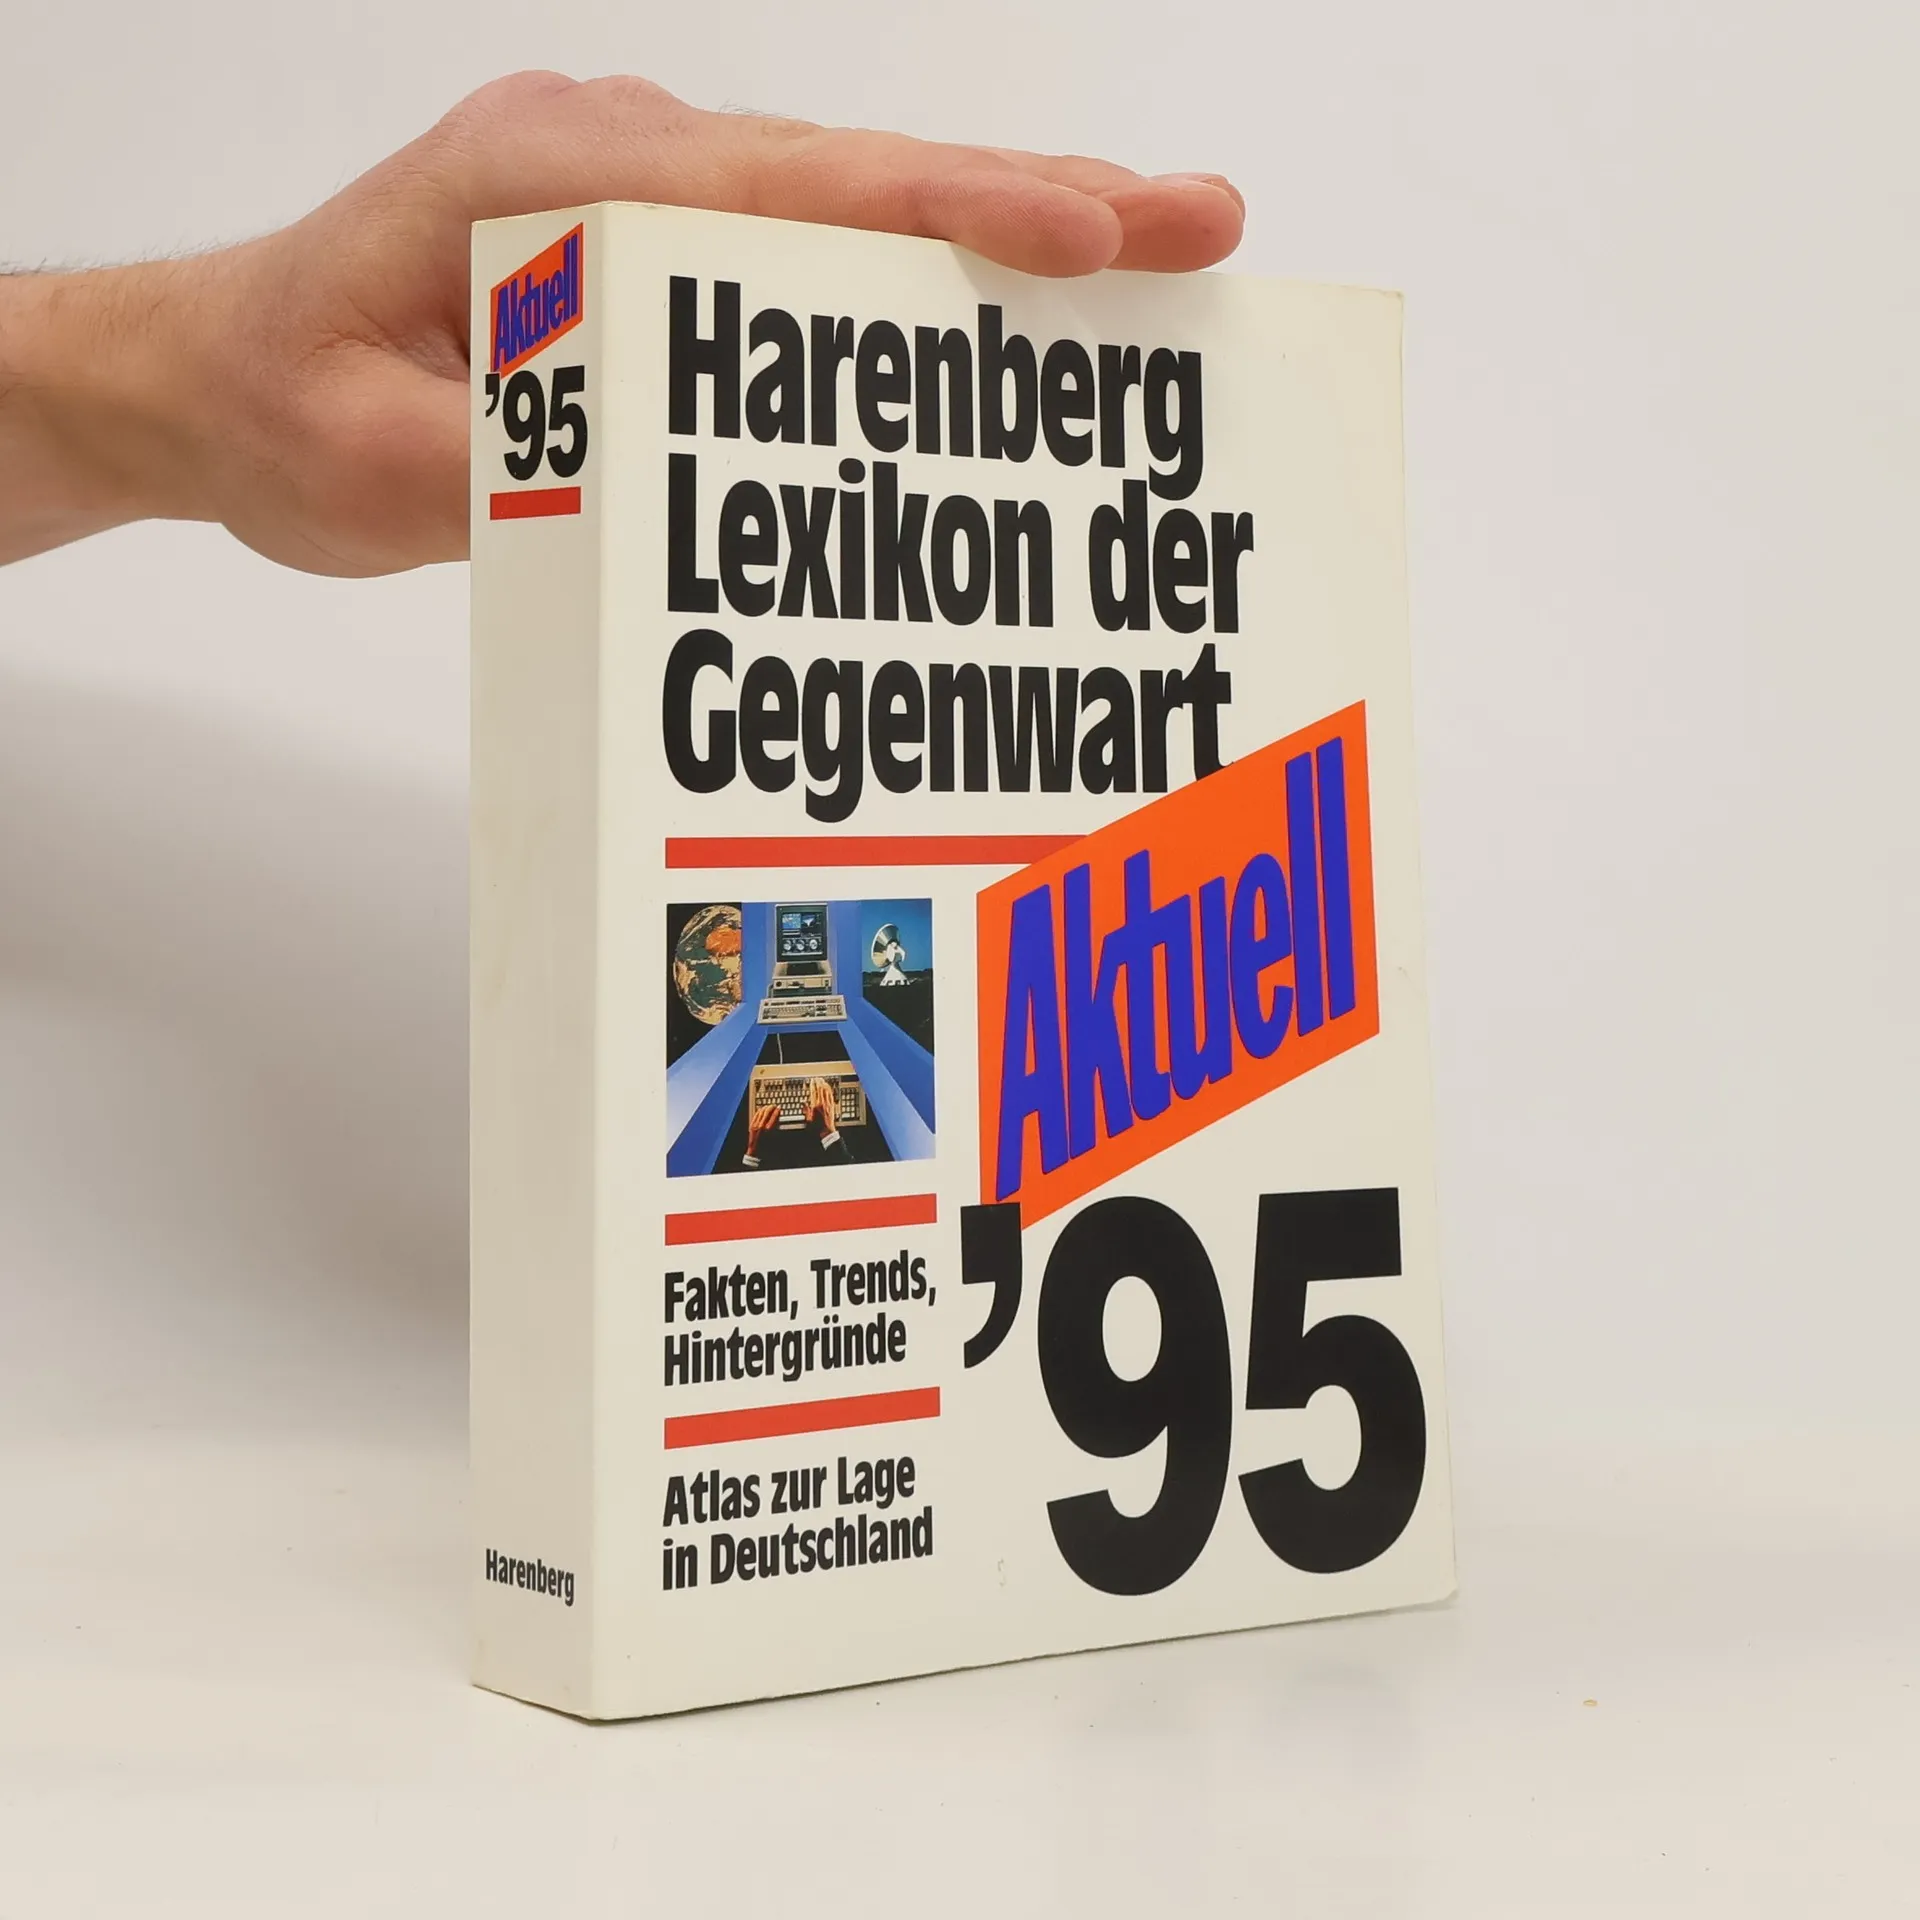 Aktuell
’95
Harenberg
Harenberg
Lexikon der
Gegenwart
Aktuell
’95
Fakten, Trends,
Hintergründe
Atlas zur Lage
in Deutschland